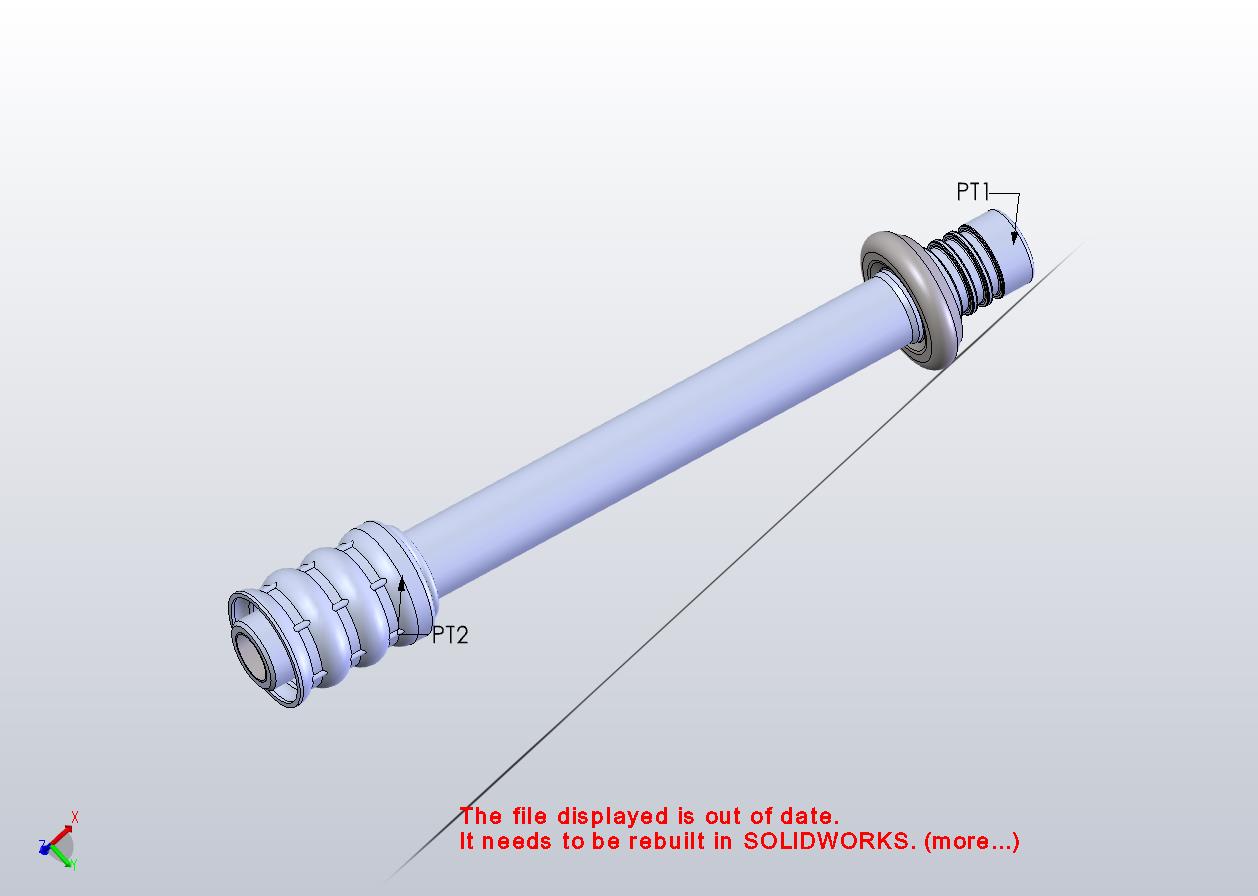 PT1
PT2
The file displayed is out of date.
It needs to be rebuilt in SOLIDWORKS. (more...)
X
Z
Y